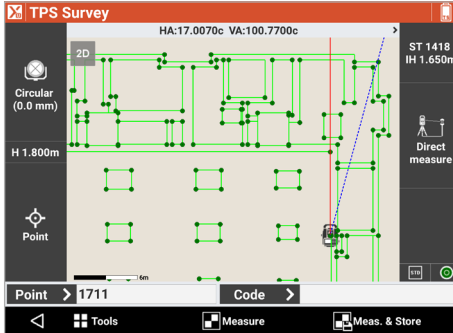 TPS Survey
HA:17.0070c VA:100.7700c
2D
ST 1418
IH 1.650m
Circular
(0.0 mm)
Direct
measure
H 1.800m
Point
6m
STD
Point
1711
Code
Tools
Measure
Meas. & Store